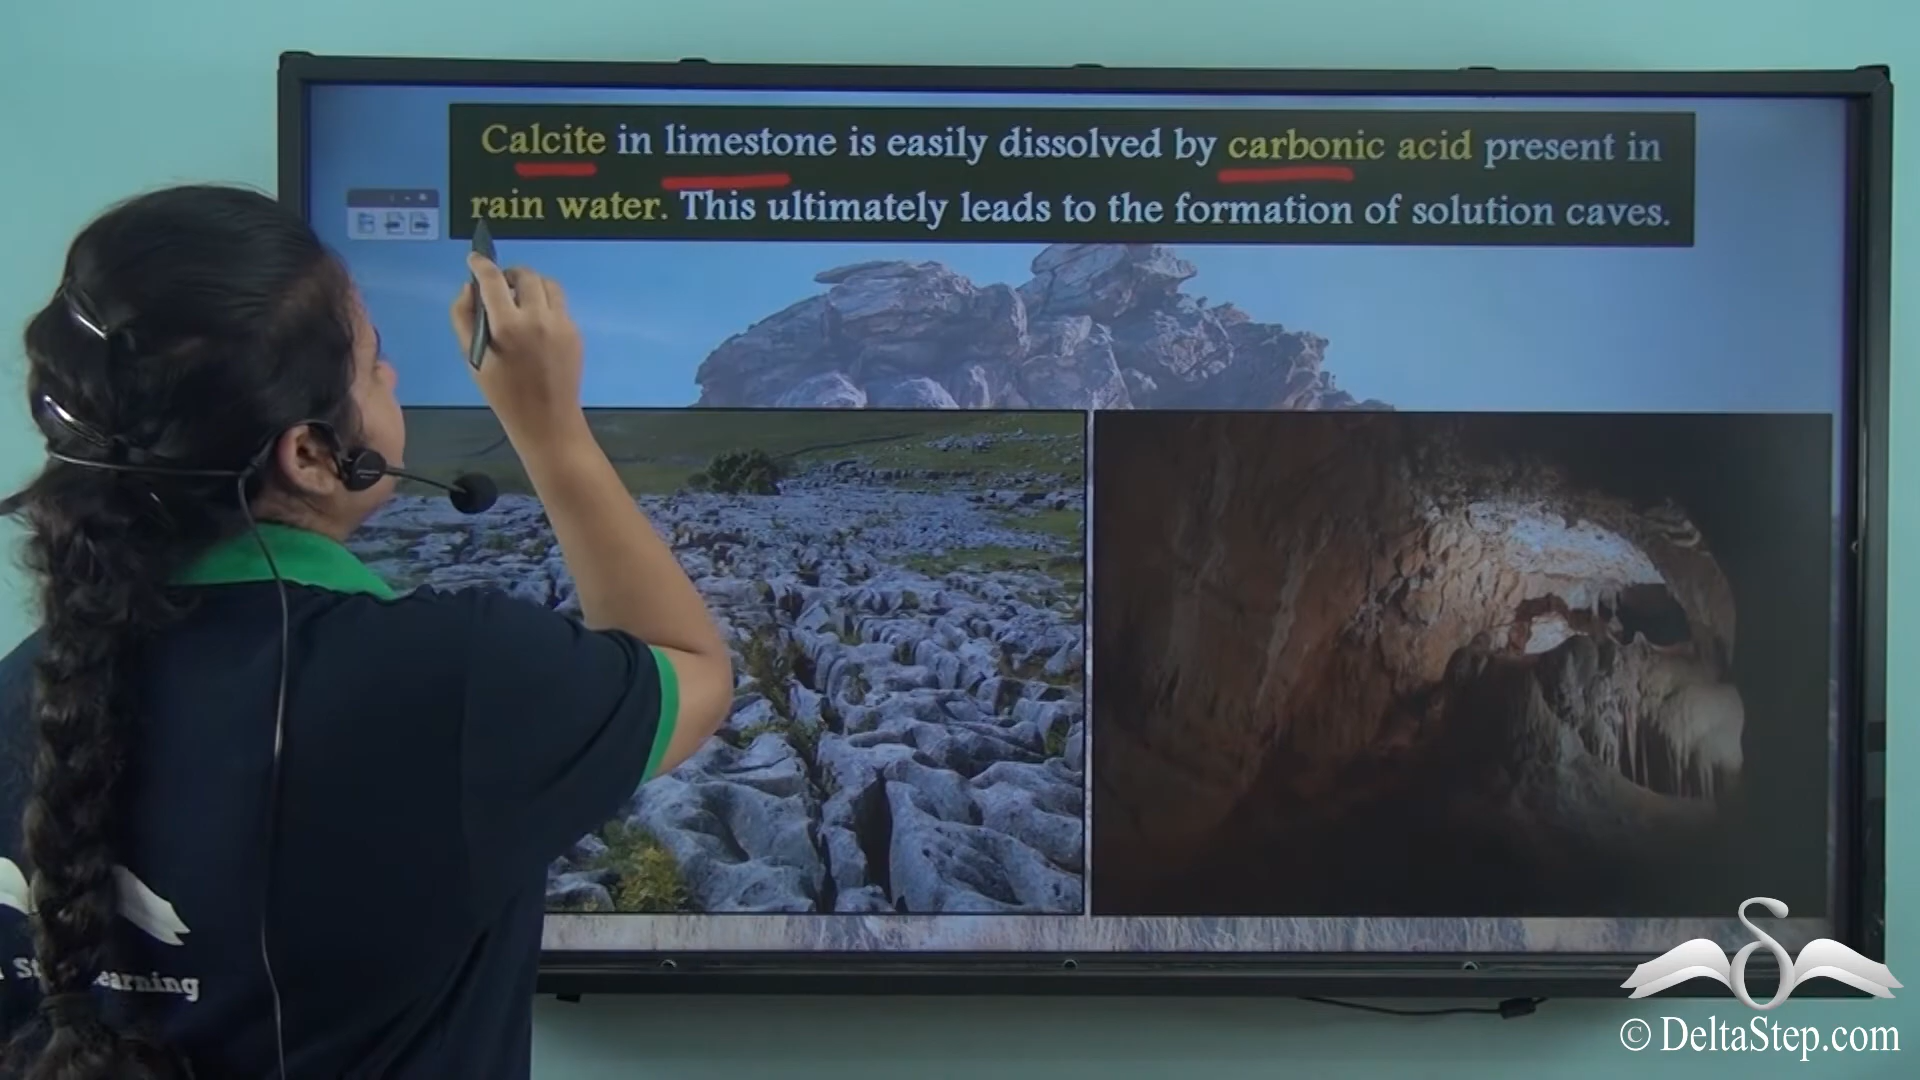 Calcite in limestone is easily dissolved by carbonic acid present in
rain water. This ultimately leads to the formation of solution caves.
© DeltaStep.com